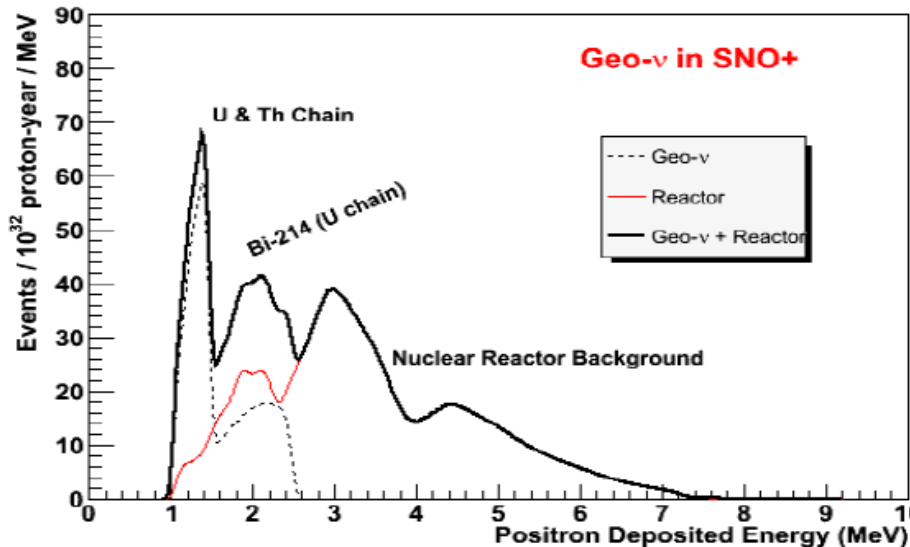 Geo-ν in SNO+
U & Th Chain
Bi-214 (U chain)
Nuclear Reactor Background
Geo-ν
Reactor
Geo-ν + Reactor
Events / 10³² proton-year / MeV
90
80
70
60
50
40
30
20
10
0
0 1 2 3 4 5 6 7 8 9 10
Positron Deposited Energy (MeV)